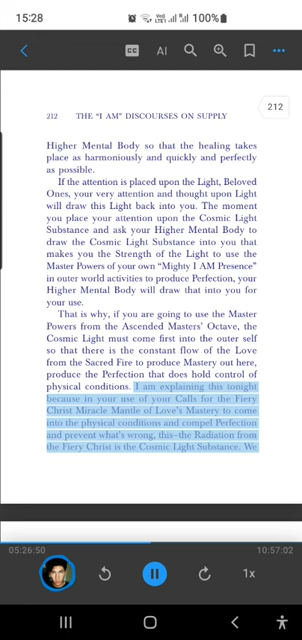 15:28
100%
CC
AI
212
212 THE "I AM" DISCOURSES ON SUPPLY
Higher Mental Body so that the healing takes
place as harmoniously and quickly and perfectly
as possible.
If the attention is placed upon the Light, Beloved
Ones, your very attention and thought upon Light
will draw this Light back into you. The moment
you place your attention upon the Cosmic Light
Substance and ask your Higher Mental Body to
draw the Cosmic Light Substance into you that
makes you the Strength of the Light to use the
Master Powers of your own "Mighty I AM Presence"
in outer world activities to produce Perfection, your
Higher Mental Body will draw that into you for
your use.
That is why, if you are going to use the Master
Powers from the Ascended Masters' Octave, the
Cosmic Light must come first into the outer self
so that there is the constant flow of the Love
from the Sacred Fire to produce Mastery out here,
produce the Perfection that does hold control of
physical conditions. I am explaining this tonight
because in your use of your Calls for the Fiery
Christ Miracle Mantle of Love's Mastery to come
into the physical conditions and compel Perfection
and prevent what's wrong, this—the Radiation from
the Fiery Christ is the Cosmic Light Substance. We
05:26:50
10:57:02
1x